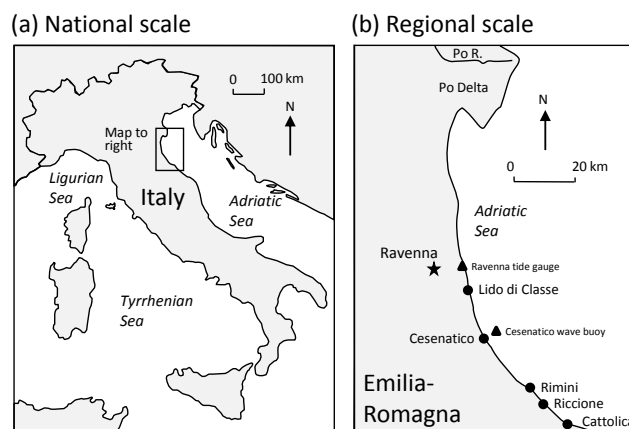 (a) National scale
0 100 km
N
Map to
right
Ligurian
Sea
Italy
Adriatic
Sea
Tyrrhenian
Sea
(b) Regional scale
Po R.
Po Delta
N
0 20 km
Adriatic
Sea
Ravenna
Ravenna tide gauge
Lido di Classe
Cesenatico wave buoy
Cesenatico
Emilia-
Romagna
Rimini
Riccione
Cattolica